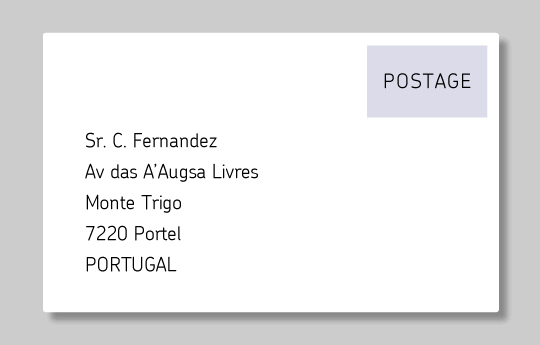 POSTAGE
Sr. C. Fernandez
Av das A’Augsa Livres
Monte Trigo
7220 Portel
PORTUGAL